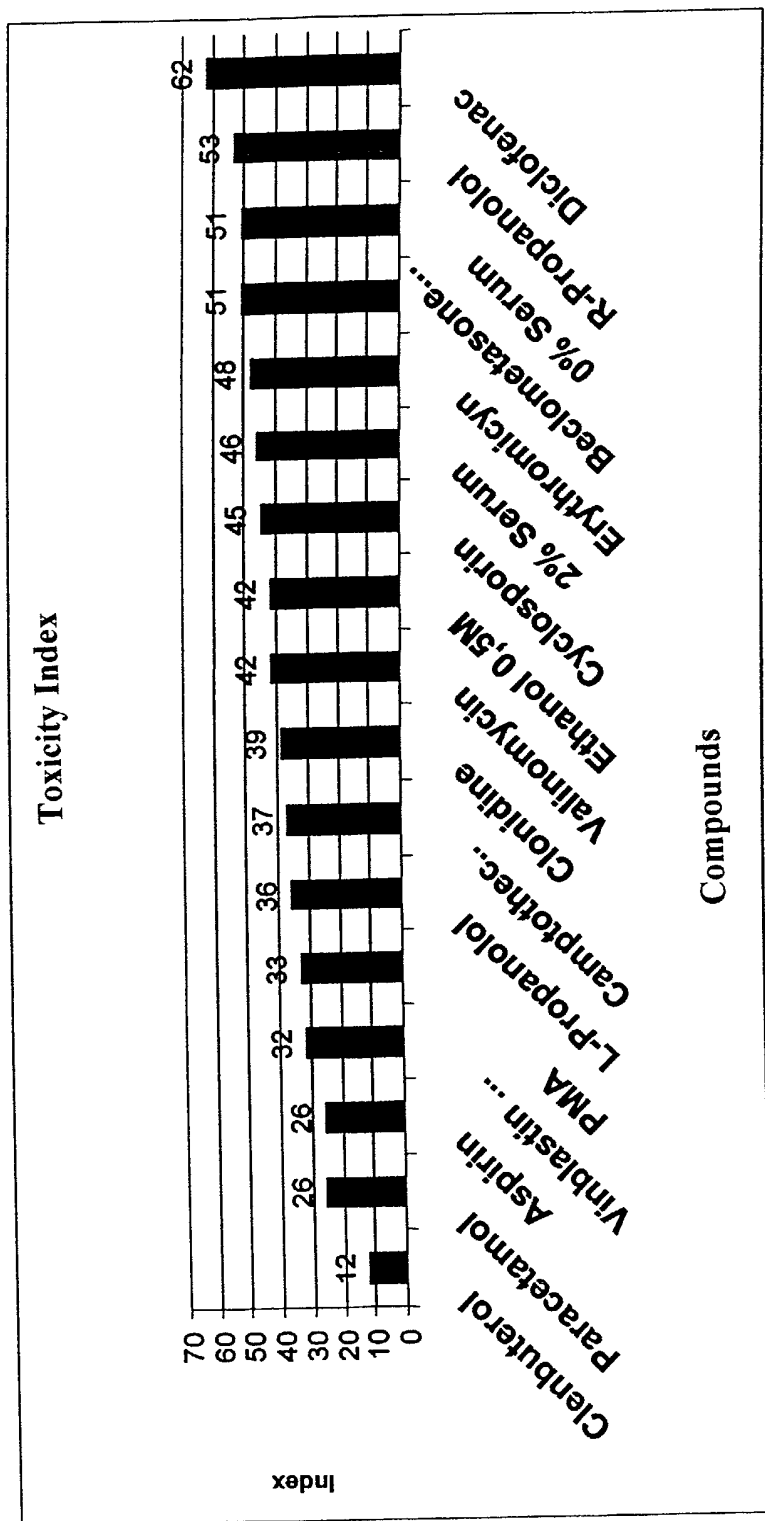 Toxicity Index
Index
70
60
50
40
30
20
10
0
12
26
26
32
33
36
37
39
42
42
45
46
48
51
51
53
62
Clenbuterol
Paracetamol
Aspirin
Vinblastin ...
PMA
L-Propanolol
Camptothec..
Clonidine
Valinomycin
Ethanol 0,5M
Cyclosporin
2% Serum
Erythromicyn
Beclometasone...
0% Serum
R-Propanolol
Diclofenac
Compounds